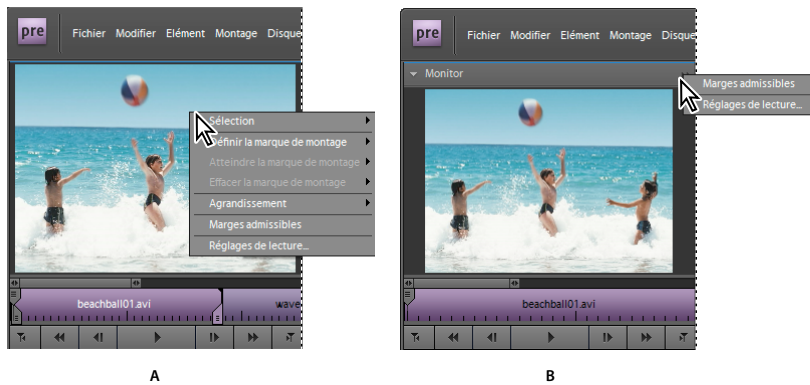 pre
Fichier Modifier Elément Montage Disque
Sélection
Définir la marque de montage
Atteindre la marque de montage
Effacer la marque de montage
Agrandissement
Marges admissibles
Réglages de lecture...
beachball01.avi
wave
A
pre
Fichier Modifier Elément Montage Disque
Monitor
Marges admissibles
Réglages de lecture...
beachball01.avi
B